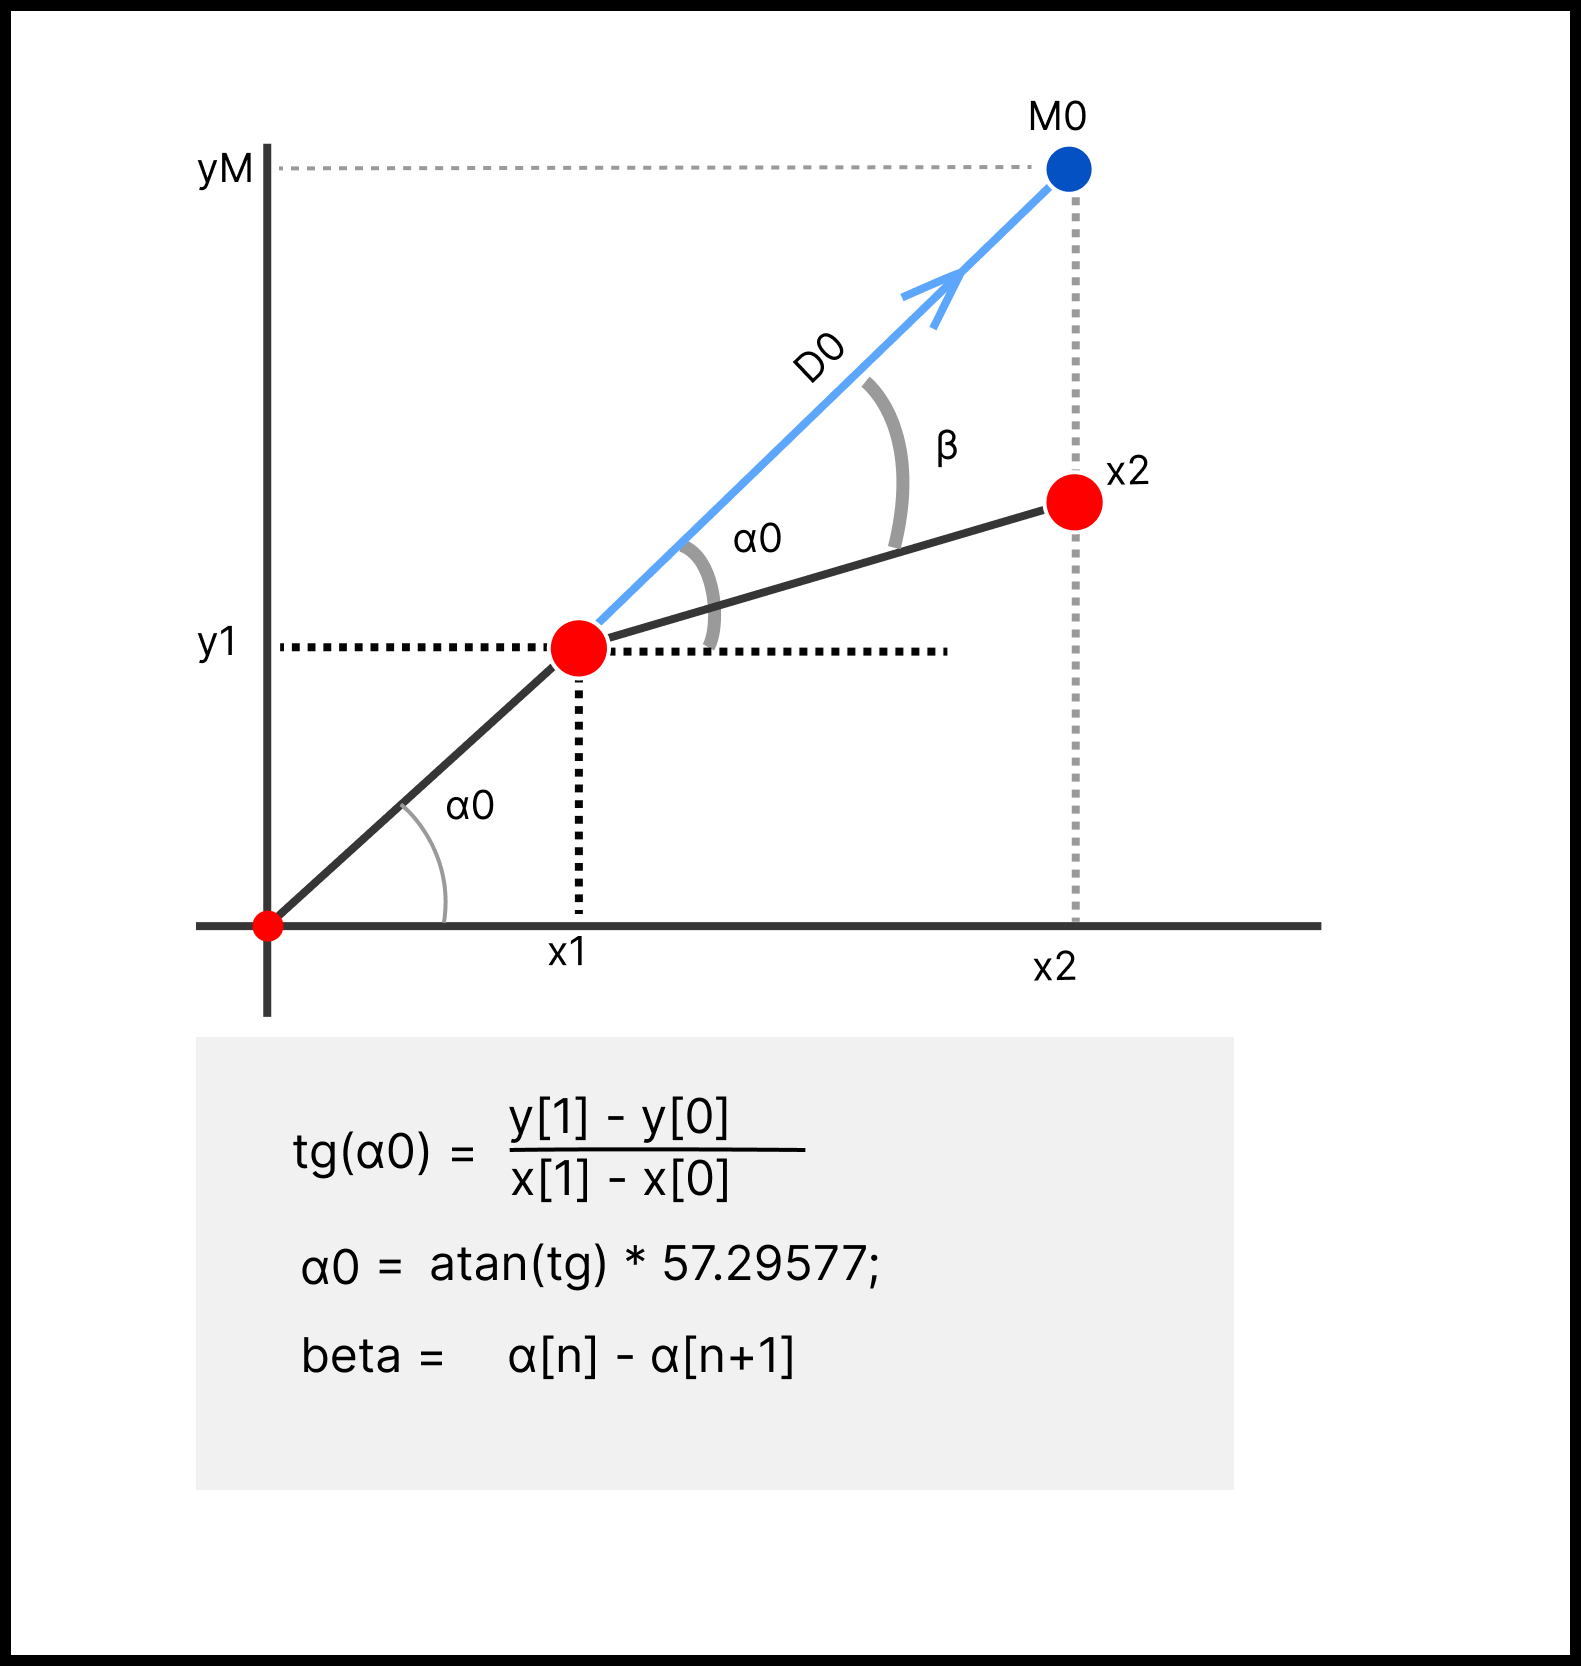 M0
yM
D0
β
x2
α0
y1
α0
x1
x2
tg(α0) = y[1] - y[0]
x[1] - x[0]
α0 = atan(tg) * 57.29577;
beta = α[n] - α[n+1]